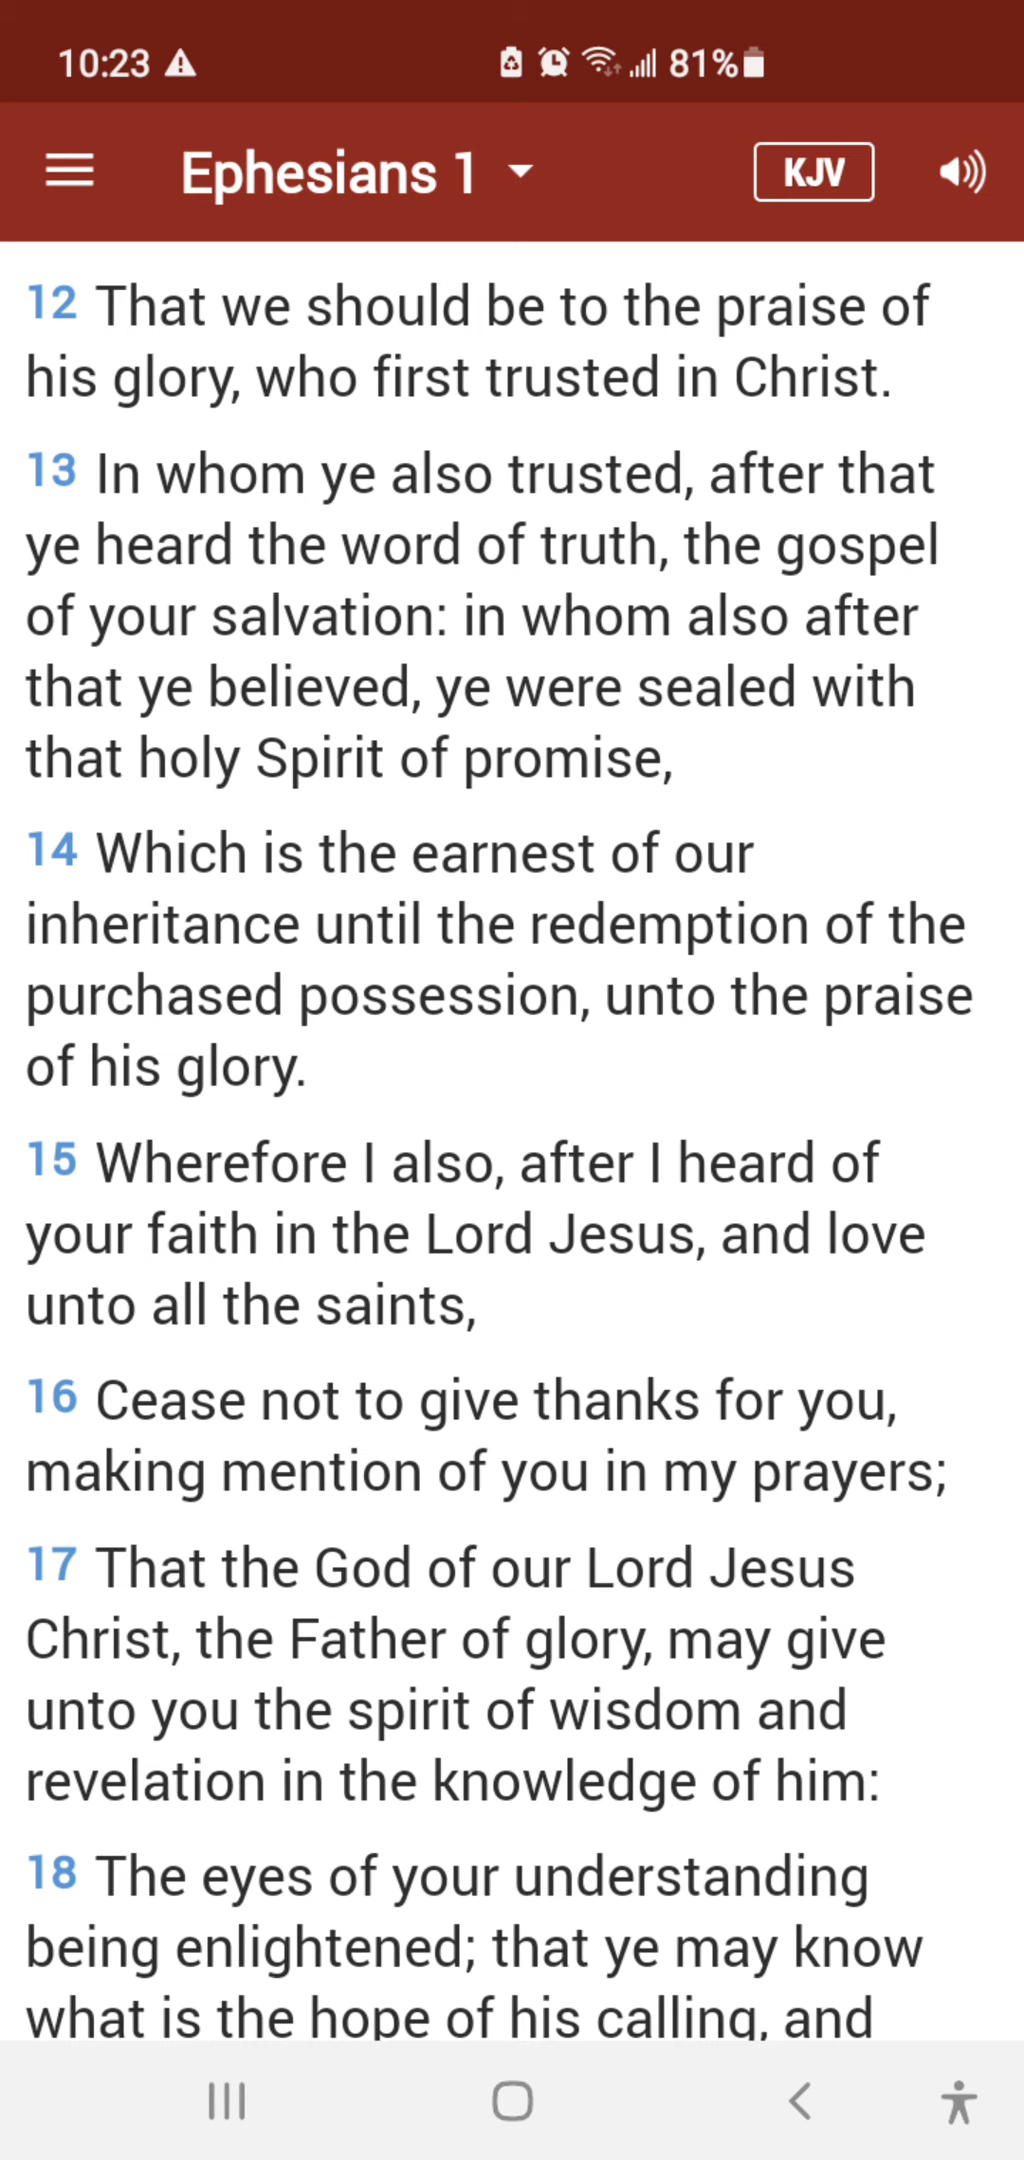 10:23 81%
Ephesians 1 KJV
12 That we should be to the praise of
his glory, who first trusted in Christ.
13 In whom ye also trusted, after that
ye heard the word of truth, the gospel
of your salvation: in whom also after
that ye believed, ye were sealed with
that holy Spirit of promise,
14 Which is the earnest of our
inheritance until the redemption of the
purchased possession, unto the praise
of his glory.
15 Wherefore I also, after I heard of
your faith in the Lord Jesus, and love
unto all the saints,
16 Cease not to give thanks for you,
making mention of you in my prayers;
17 That the God of our Lord Jesus
Christ, the Father of glory, may give
unto you the spirit of wisdom and
revelation in the knowledge of him:
18 The eyes of your understanding
being enlightened; that ye may know
what is the hope of his calling, and